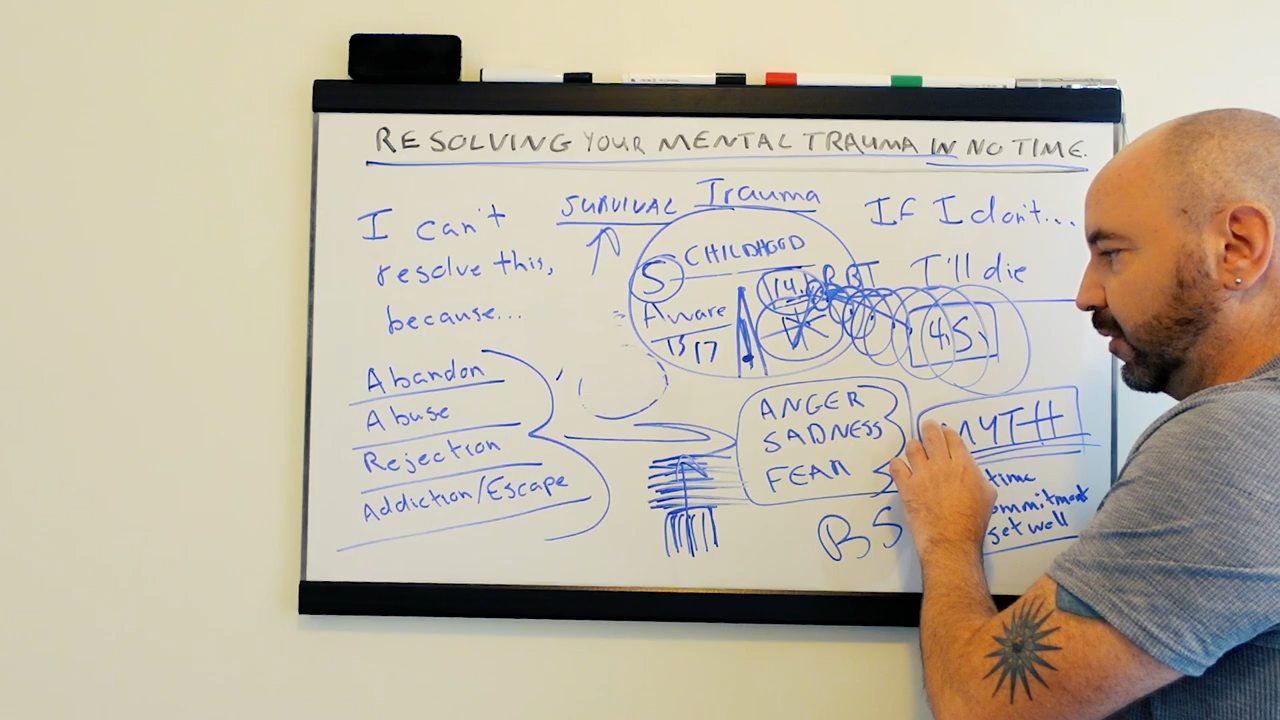 RESOLVING YOUR MENTAL TRAUMA IN NO TIME.
I can't
resolve this,
because...
Abandon
Abuse
Rejection
Addiction/Escape
SURVIVAL Trauma
CHILDHOOD
5
Aware
15 17
14.
R BT
If I don't...
I'll die
45
ANGER
SADNESS
FEAR
BS
MYTH
time
commitment
get well